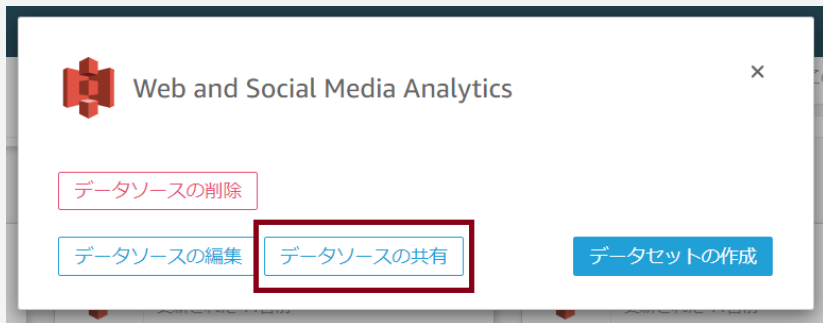 Web and Social Media Analytics
×
データソースの削除
データソースの編集
データソースの共有
データセットの作成